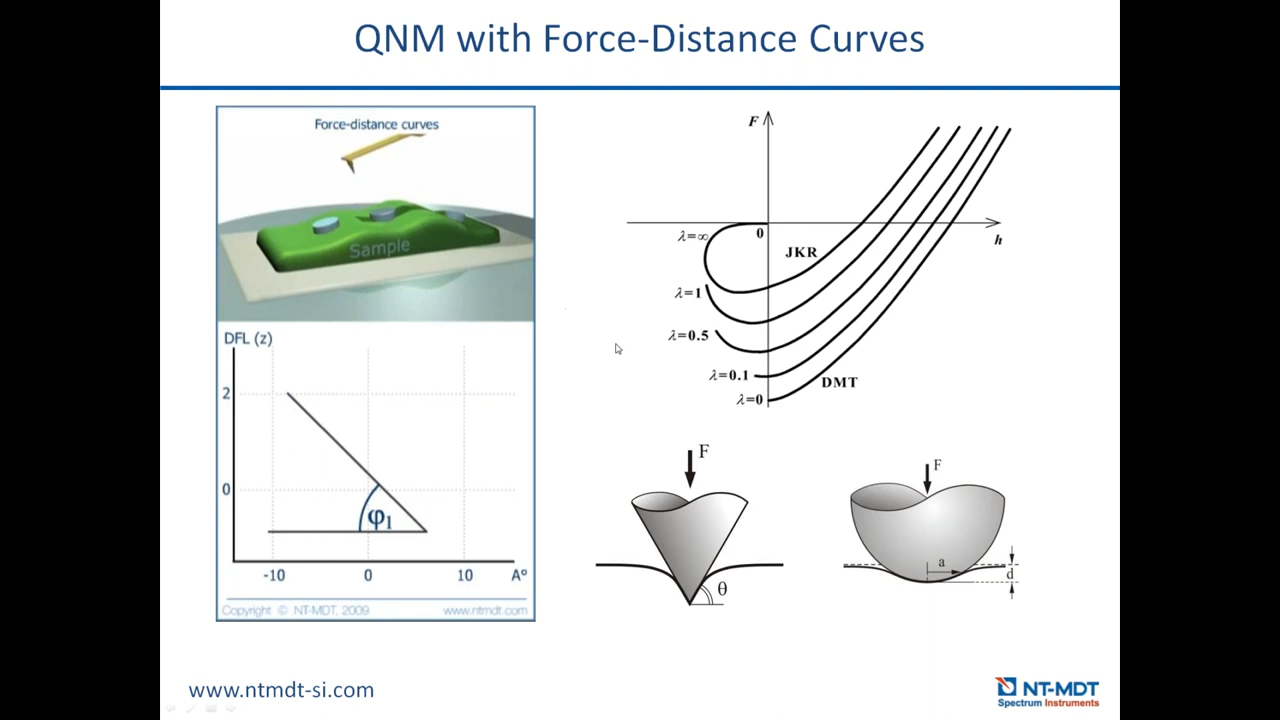 QNM with Force-Distance Curves
Force-distance curves
Sample
DFL (z)
2
0
φ1
-10 0 10 A°
Copyright © NT-MDT, 2009 www.ntmdt.com
F
λ=∞
0
h
JKR
λ=1
λ=0.5
λ=0.1
DMT
λ=0
F
θ
F
a
d
www.ntmdt-si.com
NT-MDT
Spectrum Instruments